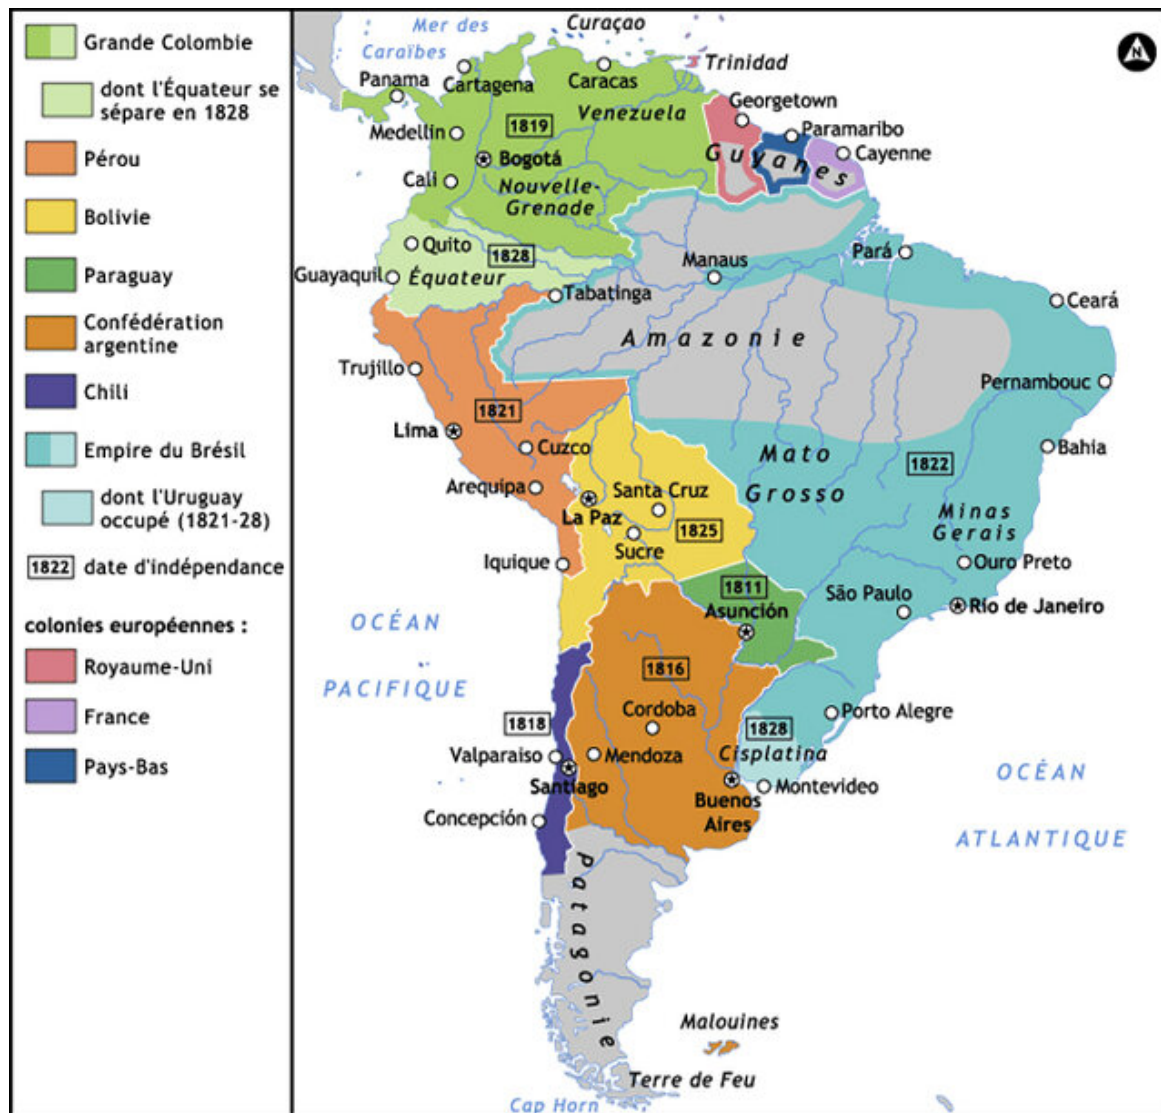 Grande Colombie
dont l'Équateur se
sépare en 1828
Pérou
Bolivie
Paraguay
Confédération
argentine
Chili
Empire du Brésil
dont l'Uruguay
occupé (1821-28)
1822 date d'indépendance
colonies européennes :
Royaume-Uni
France
Pays-Bas
Mer des
Caraïbes
Curaçao
N
Trinidad
Panama
Cartagena
Caracas
Venezuela
Georgetown
Medellin
1819
Paramaribo
Bogotá
Guyanes
Cayenne
Cali
Nouvelle-
Grenade
Quito
1828
Guayaquil
Équateur
Manaus
Pará
Tabatinga
Ceará
Amazonie
Trujillo
Pernambouc
1821
Lima
Cuzco
Mato
Grosso
1822
Bahia
Arequipa
Santa Cruz
La Paz
1825
Minas
Gerais
Sucre
Iquique
Ouro Preto
1811
Asunción
São Paulo
Rio de Janeiro
OCÉAN
PACIFIQUE
1816
1818
Cordoba
1828
Porto Alegre
Valparaiso
Mendoza
Cisplatina
Santiago
Buenos
Aires
Montevideo
OCÉAN
ATLANTIQUE
Concepción
Patagonie
Malouines
Terre de Feu
Cap Horn